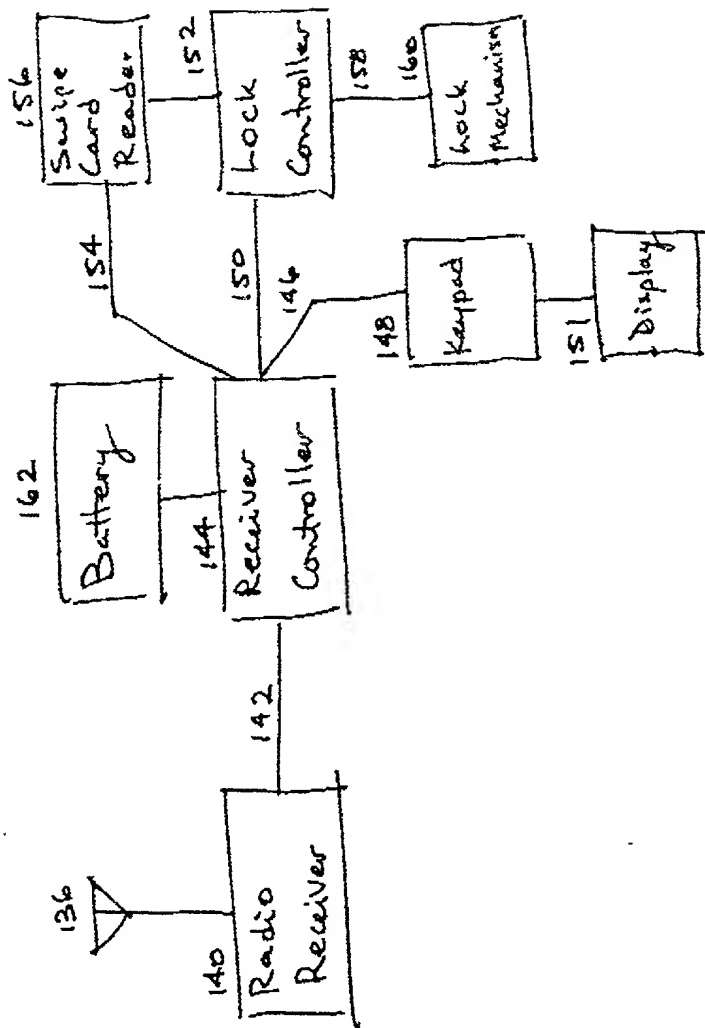 136
140
Radio
Receiver
142
162
Battery
144
Receiver
Controller
154
156
Swipe
Card
Reader
150
152
Lock
Controller
146
158
148
Keypad
160
Lock
Mechanism
151
Display